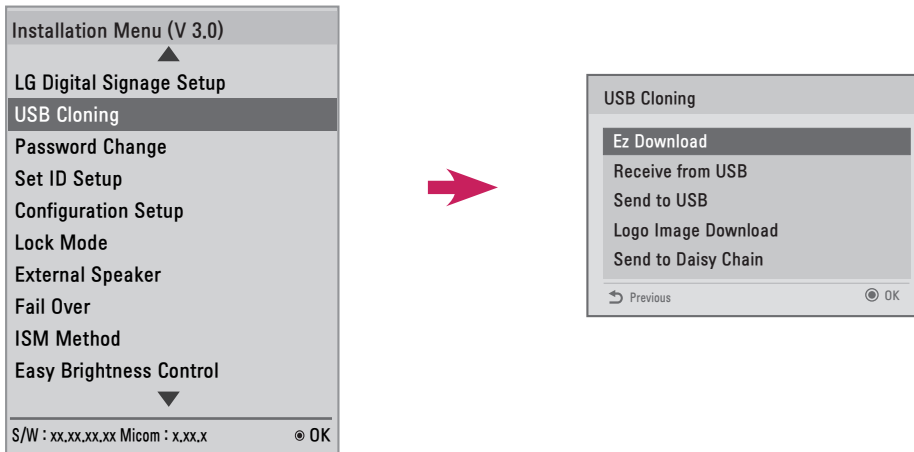 Installation Menu (V 3.0)
LG Digital Signage Setup
USB Cloning
Password Change
Set ID Setup
Configuration Setup
Lock Mode
External Speaker
Fail Over
ISM Method
Easy Brightness Control
S/W : xx.xx.xx.xx Micom : x.xx.x OK
USB Cloning
Ez Download
Receive from USB
Send to USB
Logo Image Download
Send to Daisy Chain
Previous OK